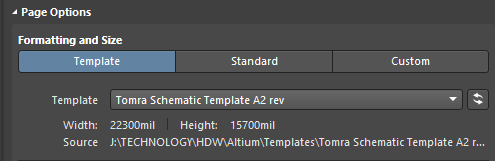 Page Options
Formatting and Size
Template Standard Custom
Template Tomra Schematic Template A2 rev
Width: 22300mil Height: 15700mil
Source J:\TECHNOLOGY\HDW\Altium\Templates\Tomra Schematic Template A2 r...